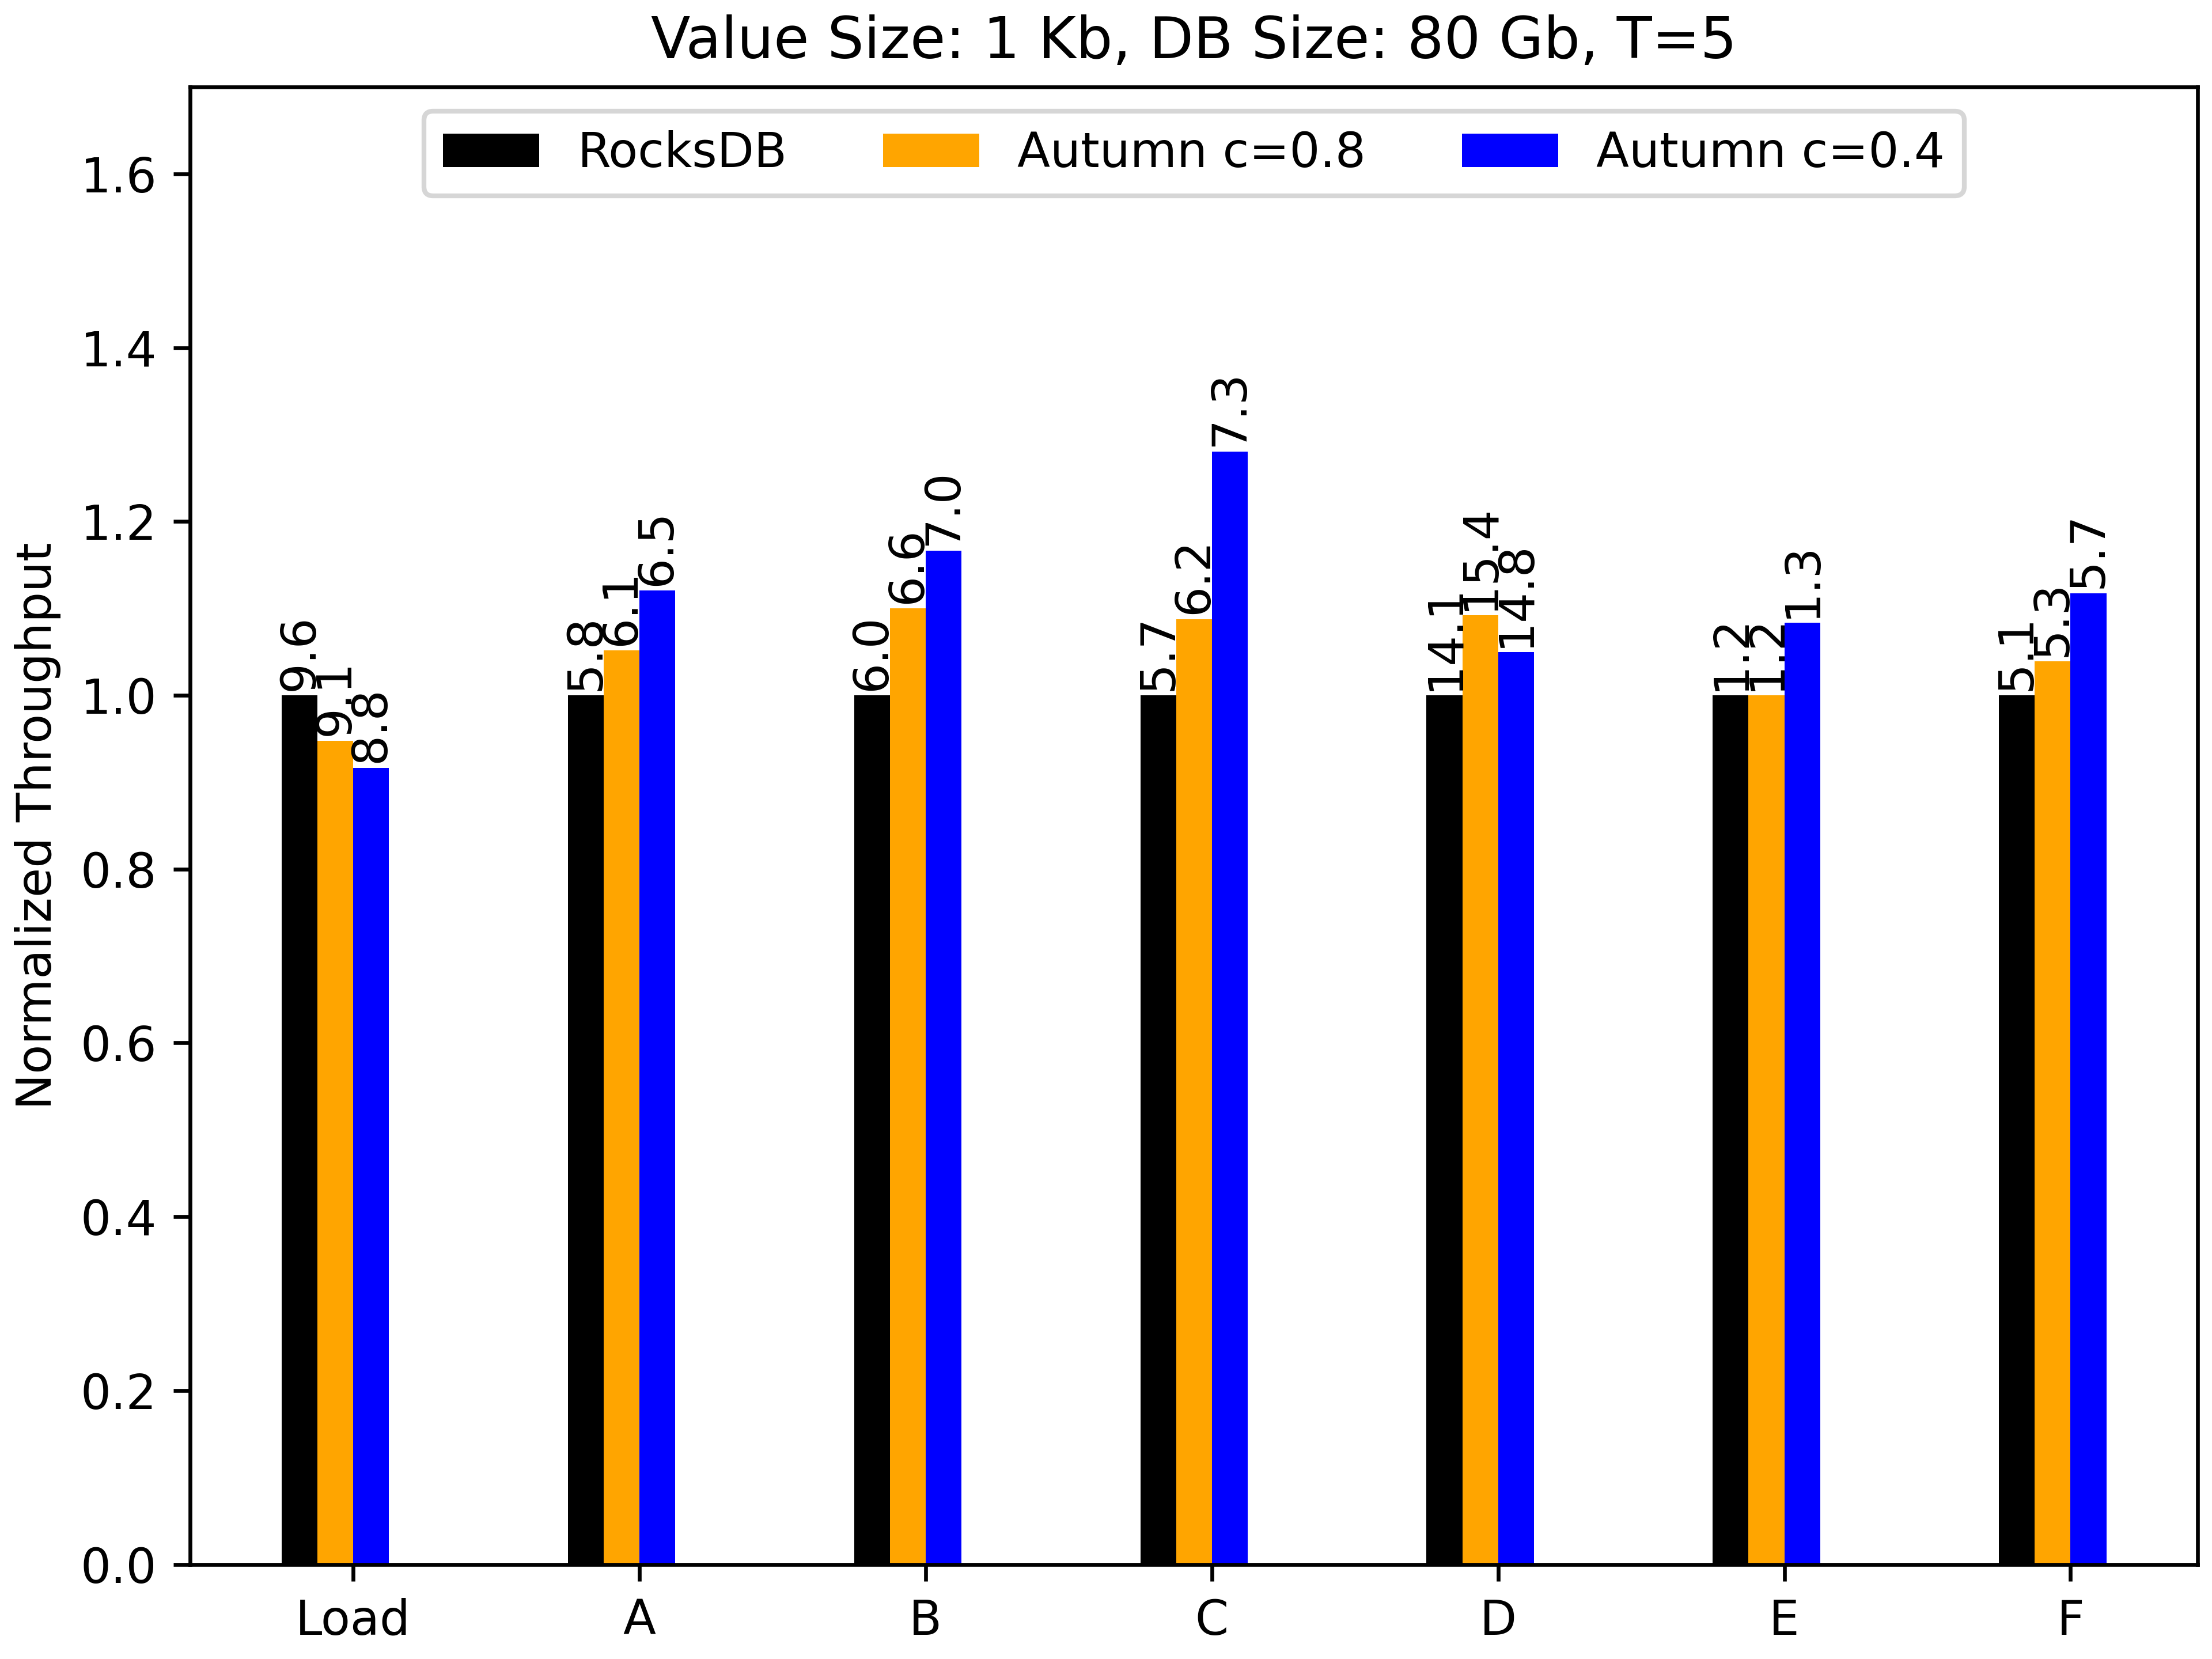 Value Size: 1 Kb, DB Size: 80 Gb, T=5
RocksDB Autumn c=0.8 Autumn c=0.4
Normalized Throughput
1.6
1.4
1.2
1.0
0.8
0.6
0.4
0.2
0.0
9.6 9.1 8.8
5.8 6.1 6.5
6.0 6.6 7.0
5.7 6.2 7.3
14.1 15.4 14.8
1.2 1.2 1.3
5.1 5.3 5.7
Load A B C D E F